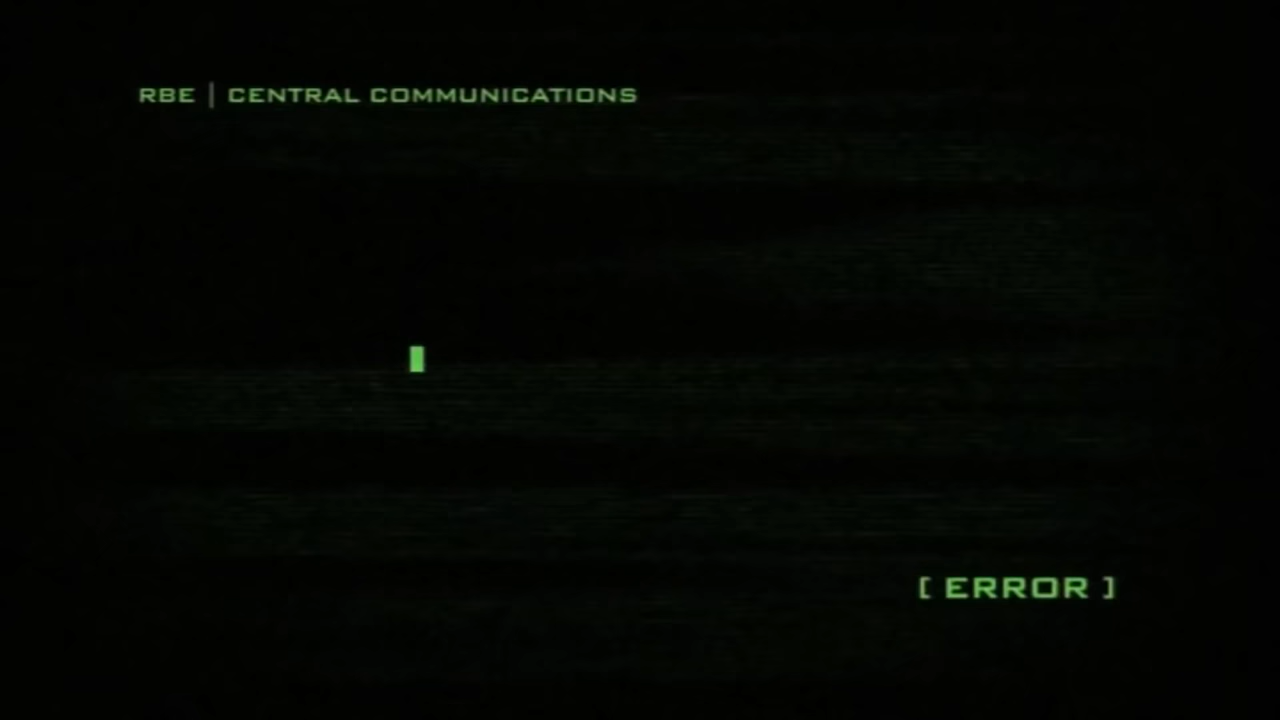 RBE | CENTRAL COMMUNICATIONS
[ ERROR ]